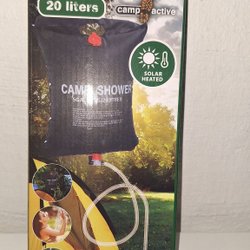 20 liters
camp active
SOLAR
HEATED
CAMP SHOWER